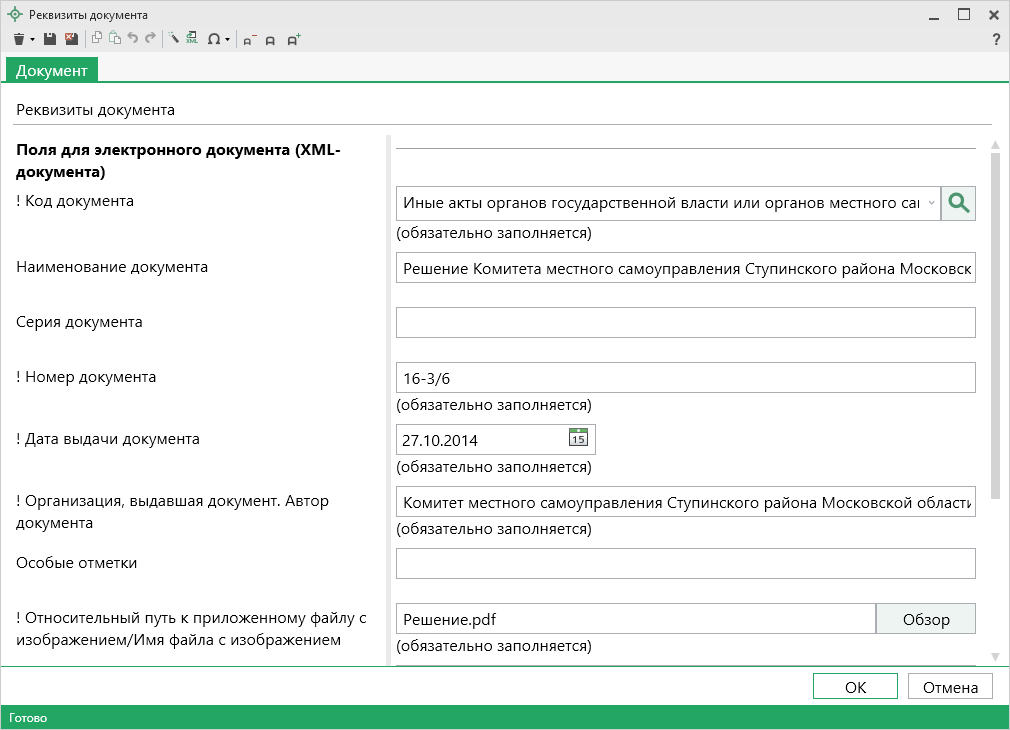 Реквизиты документа
XML
?
Документ
Реквизиты документа
Поля для электронного документа (XML-
документа)
! Код документа
Иные акты органов государственной власти или органов местного
(обязательно заполняется)
Наименование документа
Решение Комитета местного самоуправления Ступинского района Московск
Серия документа
! Номер документа
16-3/6
(обязательно заполняется)
! Дата выдачи документа
27.10.2014
15
(обязательно заполняется)
! Организация, выдавшая документ. Автор
документа
Комитет местного самоуправления Ступинского района Московской области
(обязательно заполняется)
Особые отметки
! Относительный путь к приложенному файлу с
изображением/Имя файла с изображением
Решение.pdf
Обзор
(обязательно заполняется)
ОК
Отмена
Готово